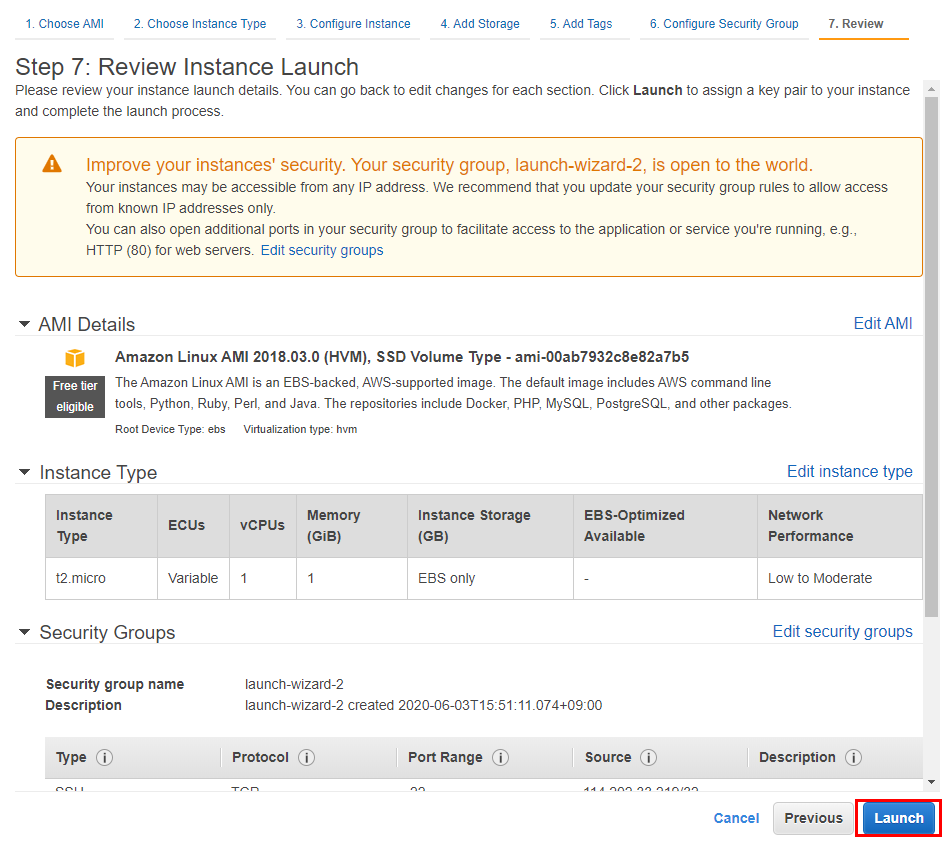 1. Choose AMI 2. Choose Instance Type 3. Configure Instance 4. Add Storage 5. Add Tags 6. Configure Security Group 7. Review
Step 7: Review Instance Launch
Please review your instance launch details. You can go back to edit changes for each section. Click Launch to assign a key pair to your instance
and complete the launch process.
Improve your instances' security. Your security group, launch-wizard-2, is open to the world.
Your instances may be accessible from any IP address. We recommend that you update your security group rules to allow access
from known IP addresses only.
You can also open additional ports in your security group to facilitate access to the application or service you're running, e.g.,
HTTP (80) for web servers. Edit security groups
AMI Details Edit AMI
Amazon Linux AMI 2018.03.0 (HVM), SSD Volume Type - ami-00ab7932c8e82a7b5
Free tier
eligible
The Amazon Linux AMI is an EBS-backed, AWS-supported image. The default image includes AWS command line
tools, Python, Ruby, Perl, and Java. The repositories include Docker, PHP, MySQL, PostgreSQL, and other packages.
Root Device Type: ebs Virtualization type: hvm
Instance Type Edit instance type
Instance Type ECUs vCPUs Memory (GiB) Instance Storage (GB) EBS-Optimized Available Network Performance
t2.micro Variable 1 1 EBS only - Low to Moderate
Security Groups Edit security groups
Security group name launch-wizard-2
Description launch-wizard-2 created 2020-06-03T15:51:11.074+09:00
Type Protocol Port Range Source Description
SSH TCP 22
Cancel Previous Launch